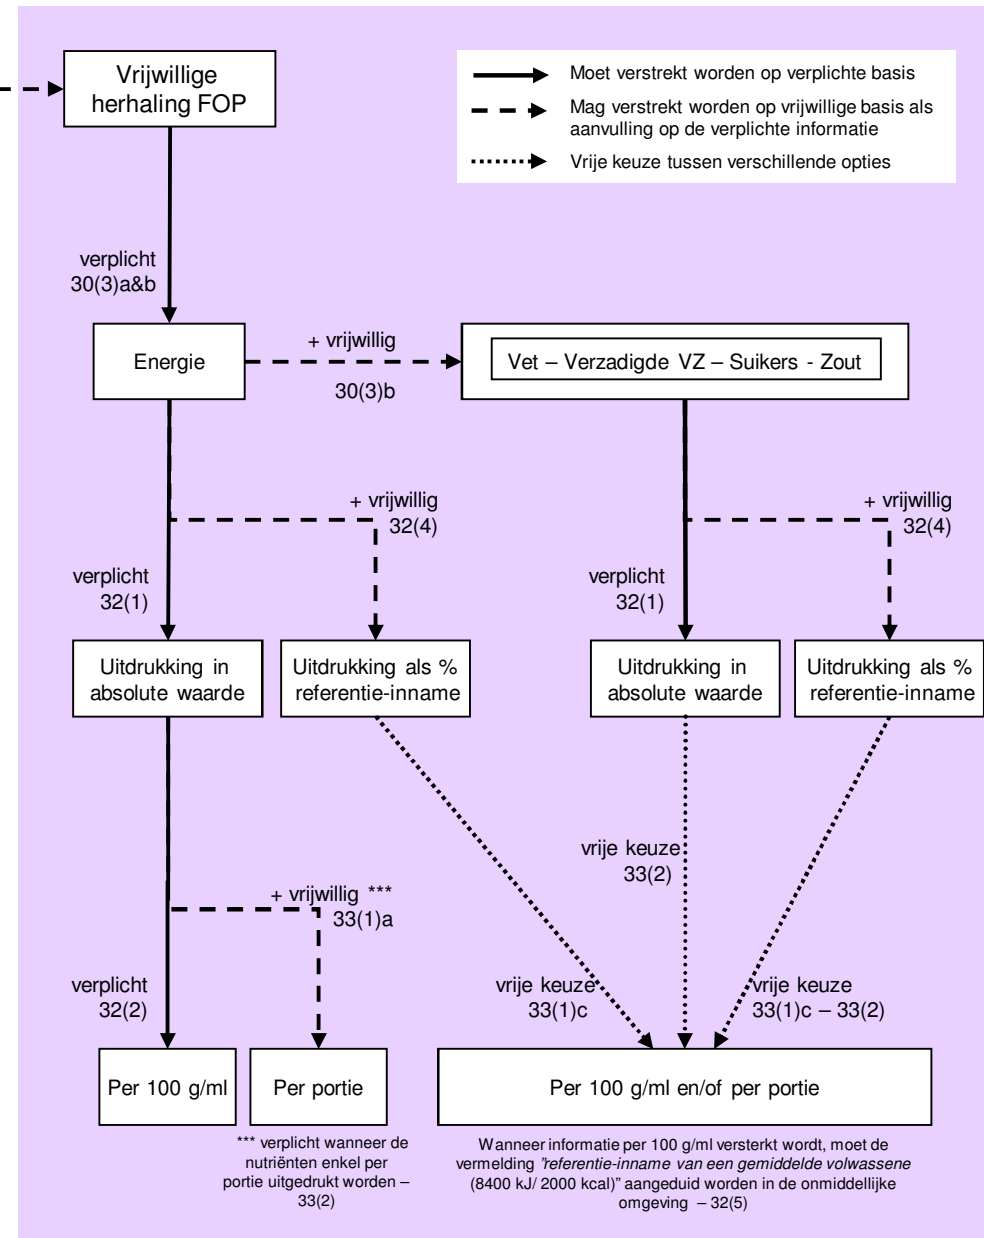 Vrijwillige
herhaling FOP
Moet verstrekt worden op verplichte basis
Mag verstrekt worden op vrijwillige basis als
aanvulling op de verplichte informatie
Vrije keuze tussen verschillende opties
verplicht
30(3)a&b
Energie
+ vrijwillig
30(3)b
Vet – Verzadigde VZ – Suikers - Zout
+ vrijwillig
32(4)
+ vrijwillig
32(4)
verplicht
32(1)
verplicht
32(1)
Uitdrukking in
absolute waarde
Uitdrukking als %
referentie-inname
Uitdrukking in
absolute waarde
Uitdrukking als %
referentie-inname
vrije keuze
33(2)
+ vrijwillig ***
33(1)a
verplicht
32(2)
vrije keuze
33(1)c
vrije keuze
33(1)c – 33(2)
Per 100 g/ml
Per portie
Per 100 g/ml en/of per portie
*** verplicht wanneer de
nutriënten enkel per
portie uitgedrukt worden –
33(2)
Wanneer informatie per 100 g/ml versterkt wordt, moet de
vermelding "referentie-inname van een gemiddelde volwassene
(8400 kJ/ 2000 kcal)" aangeduid worden in de onmiddellijke
omgeving – 32(5)